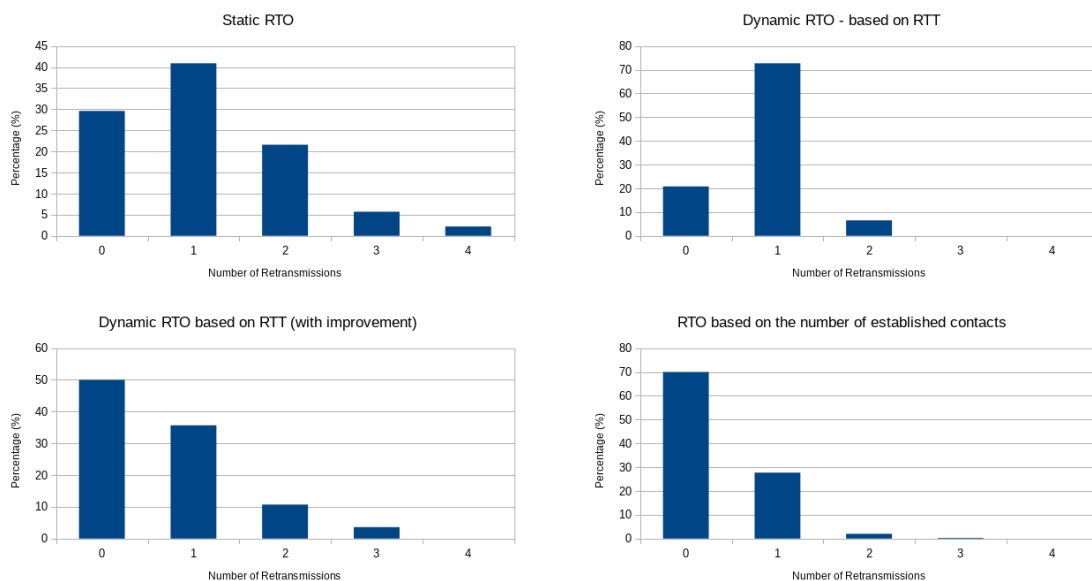 Static RTO
45
40
35
30
25
20
15
10
5
0
Percentage (%)
0 1 2 3 4
Number of Retransmissions
Dynamic RTO - based on RTT
80
70
60
50
40
30
20
10
0
Percentage (%)
0 1 2 3 4
Number of Retransmissions
Dynamic RTO based on RTT (with improvement)
60
50
40
30
20
10
0
Percentage (%)
0 1 2 3 4
Number of Retransmissions
RTO based on the number of established contacts
80
70
60
50
40
30
20
10
0
Percentage (%)
0 1 2 3 4
Number of Retransmissions